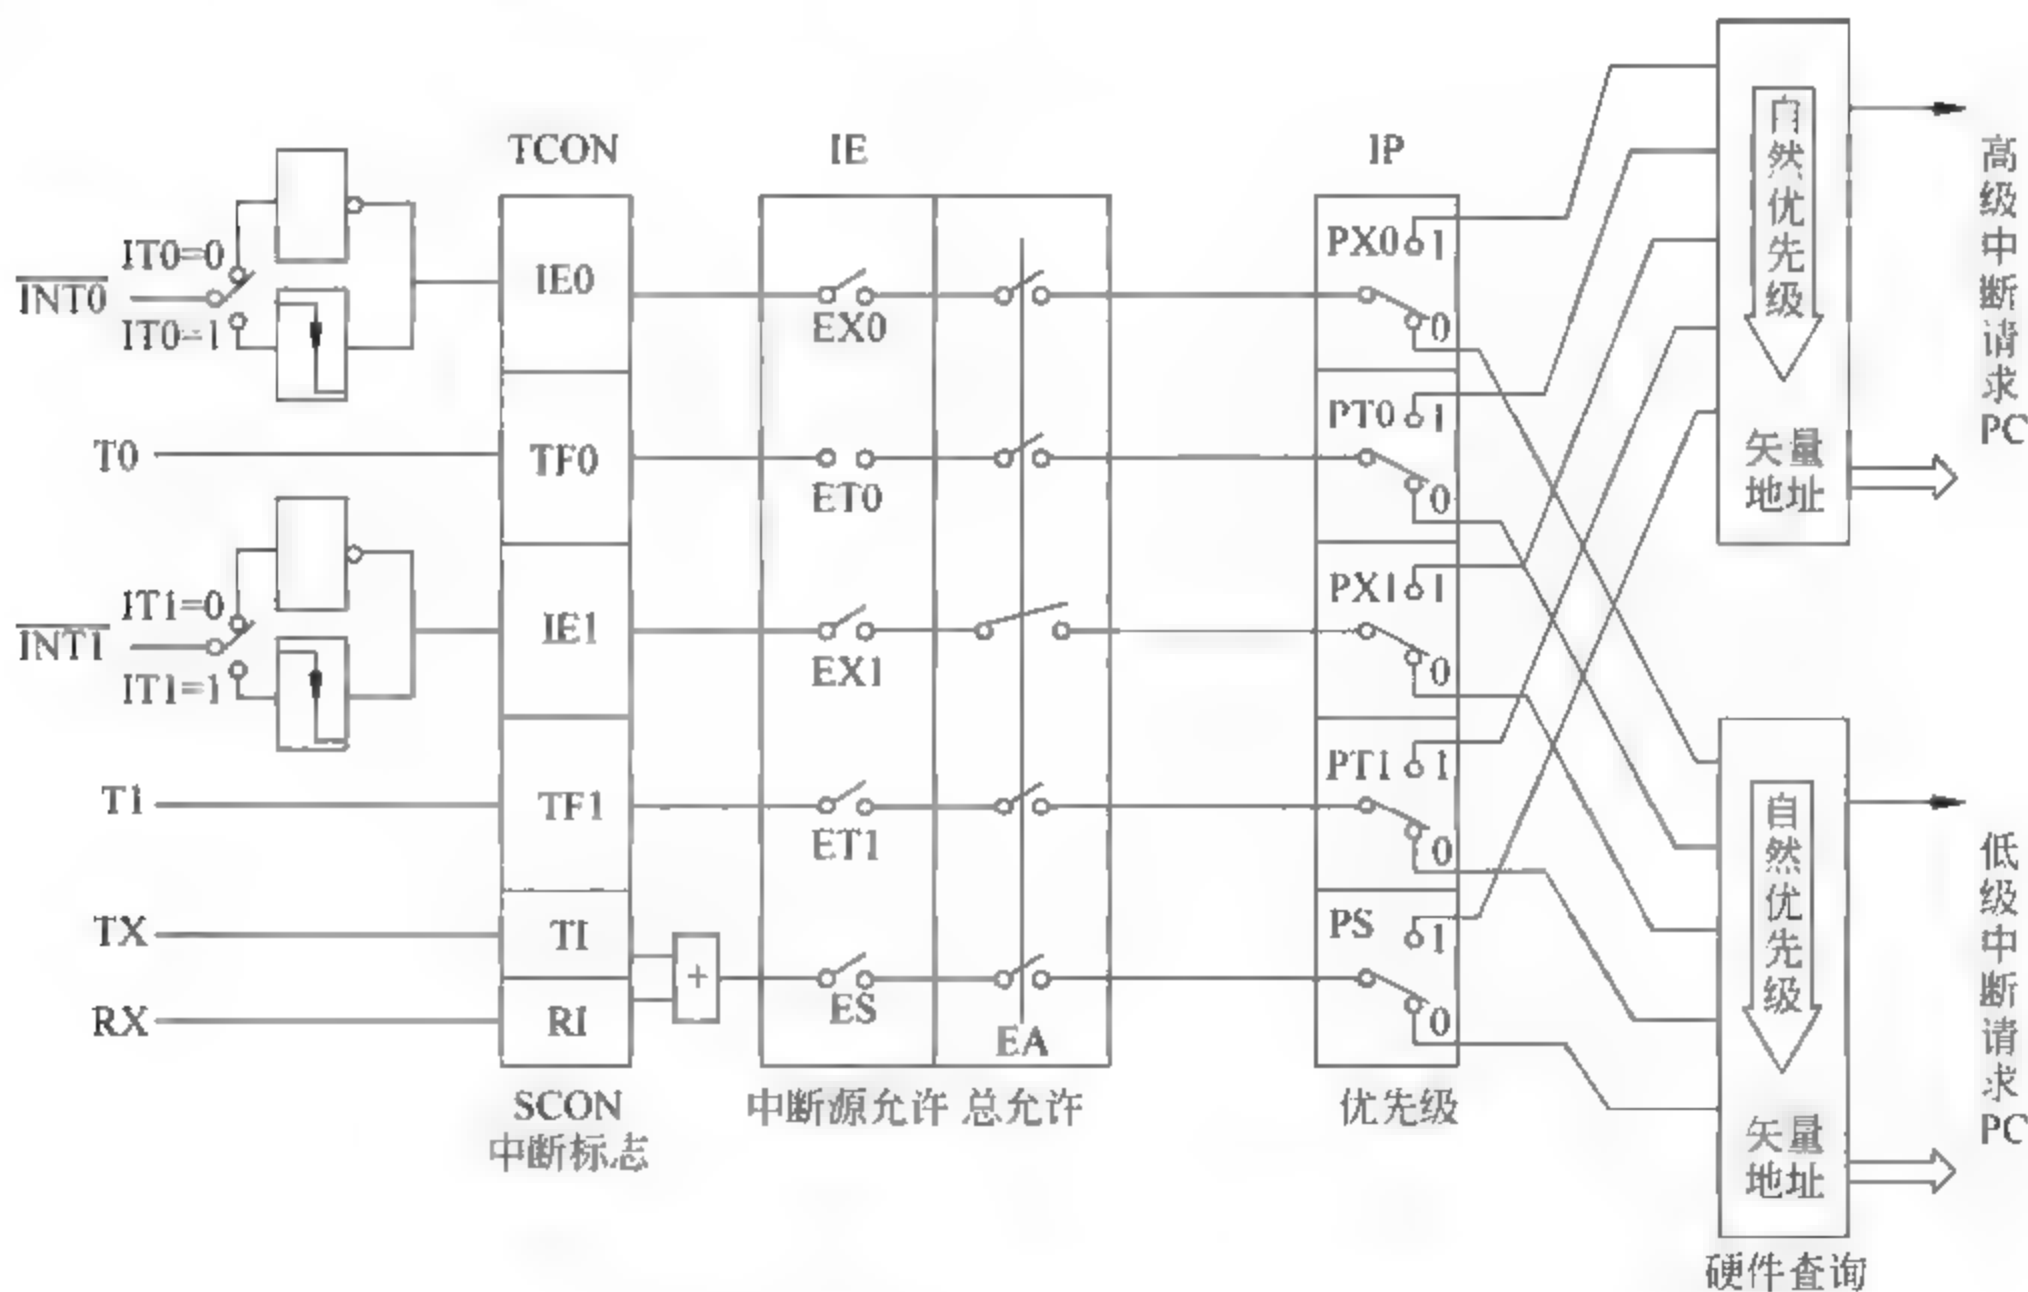 TCON
IE
IP
IT0=0
INT0
IT0=1
IE0
EX0
PX0
1
0
T0
TF0
ET0
PT0
1
0
IT1=0
INT1
IT1=1
IE1
EX1
PX1
1
0
T1
TF1
ET1
PT1
1
0
TX
TI
RX
RI
+
ES
EA
PS
1
0
SCON
中断标志
中断源允许
总允许
优先级
自然优先级
矢量
地址
高级中断请求
PC
自然优先级
矢量
地址
低级中断请求
PC
硬件查询